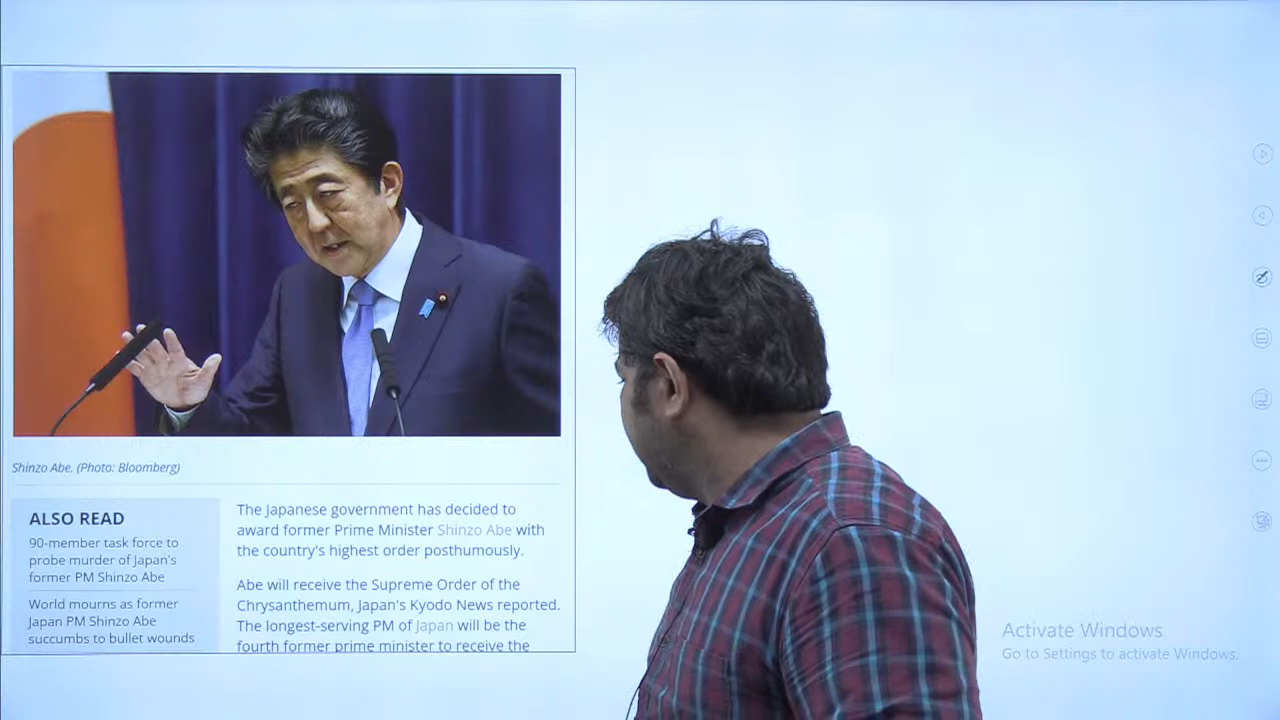 Shinzo Abe. (Photo: Bloomberg)
ALSO READ
90-member task force to
probe murder of Japan's
former PM Shinzo Abe
World mourns as former
Japan PM Shinzo Abe
succumbs to bullet wounds
The Japanese government has decided to
award former Prime Minister Shinzo Abe with
the country's highest order posthumously.
Abe will receive the Supreme Order of the
Chrysanthemum, Japan's Kyodo News reported.
The longest-serving PM of Japan will be the
fourth former prime minister to receive the
Activate Windows
Go to Settings to activate Windows.